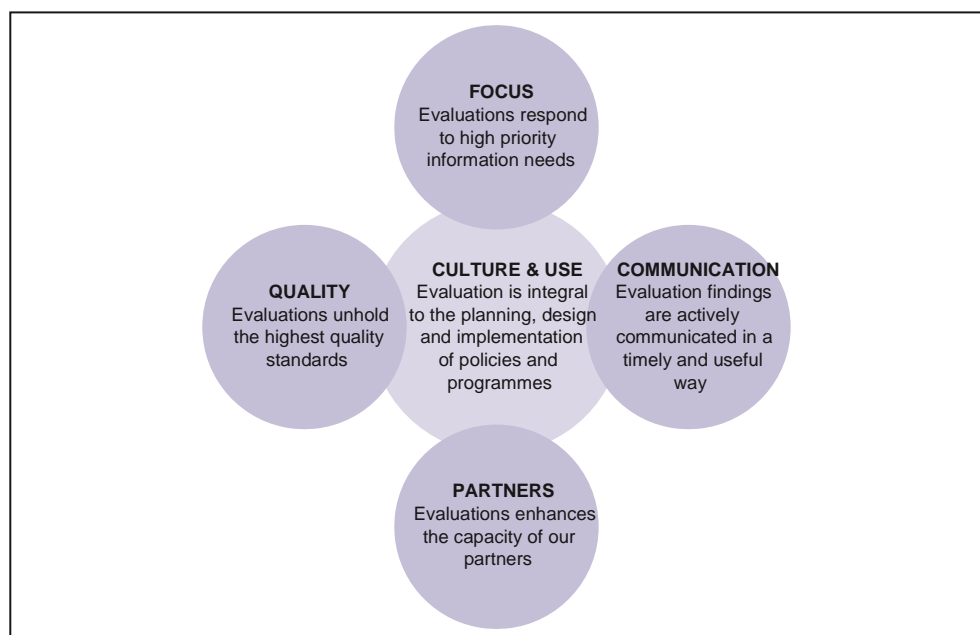 FOCUS
Evaluations respond
to high priority
information needs
QUALITY
Evaluations unhold
the highest quality
standards
CULTURE & USE
Evaluation is integral
to the planning, design
and implementation
of policies and
programmes
COMMUNICATION
Evaluation findings
are actively
communicated in a
timely and useful
way
PARTNERS
Evaluations enhances
the capacity of our
partners